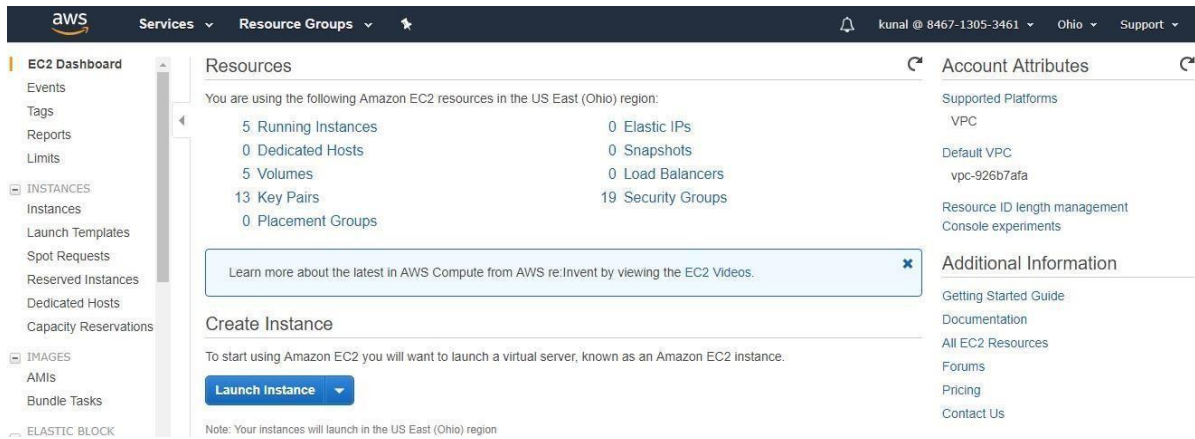 aws Services Resource Groups kunal @ 8467-1305-3461 Ohio Support
EC2 Dashboard
Events
Tags
Reports
Limits
INSTANCES
Instances
Launch Templates
Spot Requests
Reserved Instances
Dedicated Hosts
Capacity Reservations
IMAGES
AMIs
Bundle Tasks
ELASTIC BLOCK
Resources
You are using the following Amazon EC2 resources in the US East (Ohio) region:
5 Running Instances
0 Dedicated Hosts
5 Volumes
13 Key Pairs
0 Placement Groups
0 Elastic IPs
0 Snapshots
0 Load Balancers
19 Security Groups
Learn more about the latest in AWS Compute from AWS re:Invent by viewing the EC2 Videos.
Create Instance
To start using Amazon EC2 you will want to launch a virtual server, known as an Amazon EC2 instance.
Launch Instance
Note: Your instances will launch in the US East (Ohio) region
Account Attributes
Supported Platforms
VPC
Default VPC
vpc-926b7afa
Resource ID length management
Console experiments
Additional Information
Getting Started Guide
Documentation
All EC2 Resources
Forums
Pricing
Contact Us